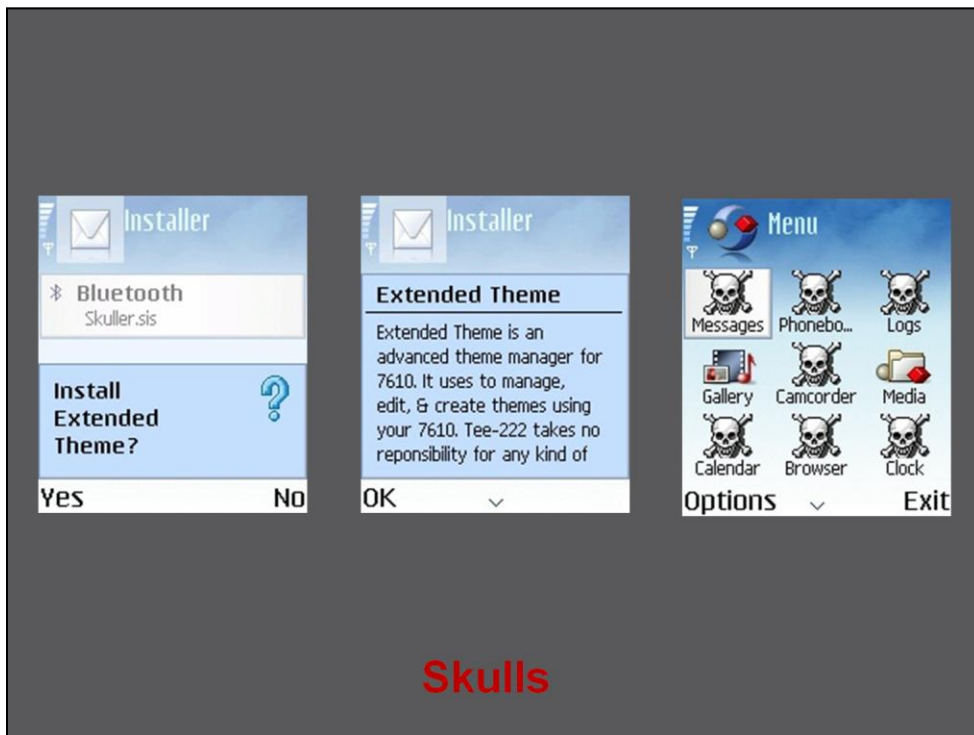 Installer
Bluetooth
Skuller.sis
Install
Extended
Theme?
Yes No
Installer
Extended Theme
Extended Theme is an
advanced theme manager for
7610. It uses to manage,
edit, & create themes using
your 7610. Tee-222 takes no
reponsibility for any kind of
OK
Menu
Messages Phonebo... Logs
Gallery Camcorder Media
Calendar Browser Clock
Options Exit
Skulls